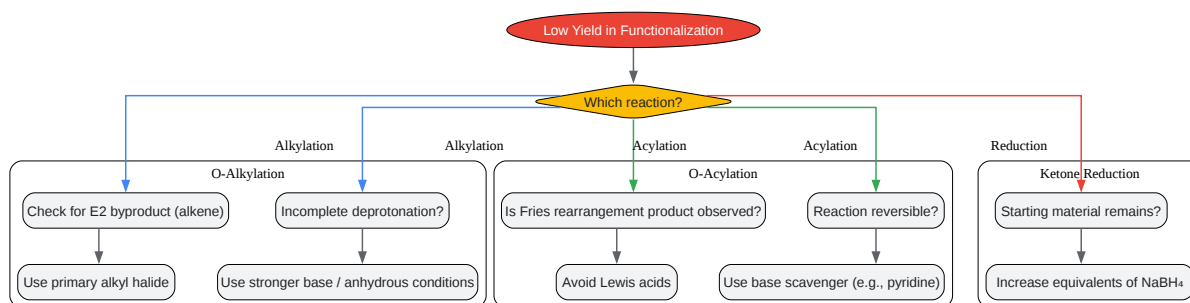 Low Yield in Functionalization
Which reaction?
Alkylation
Alkylation
Acylation
Acylation
Reduction
O-Alkylation
O-Acylation
Ketone Reduction
Check for E2 byproduct (alkene)
Incomplete deprotonation?
Is Fries rearrangement product observed?
Reaction reversible?
Starting material remains?
Use primary alkyl halide
Use stronger base / anhydrous conditions
Avoid Lewis acids
Use base scavenger (e.g., pyridine)
Increase equivalents of NaBH₄